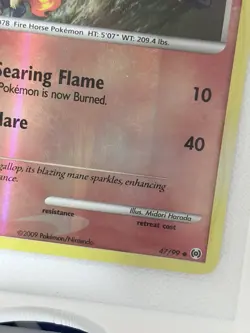 478 Fire Horse Pokémon HT: 5'07" WT: 209.4 lbs.
Searing Flame 10
Pokémon is now Burned.
lare 40
gallop, its blazing mane sparkles, enhancing
ance.
Illus. Midori Harada
resistance
retreat cost
47/99
©2009 Pokémon/Nintendo